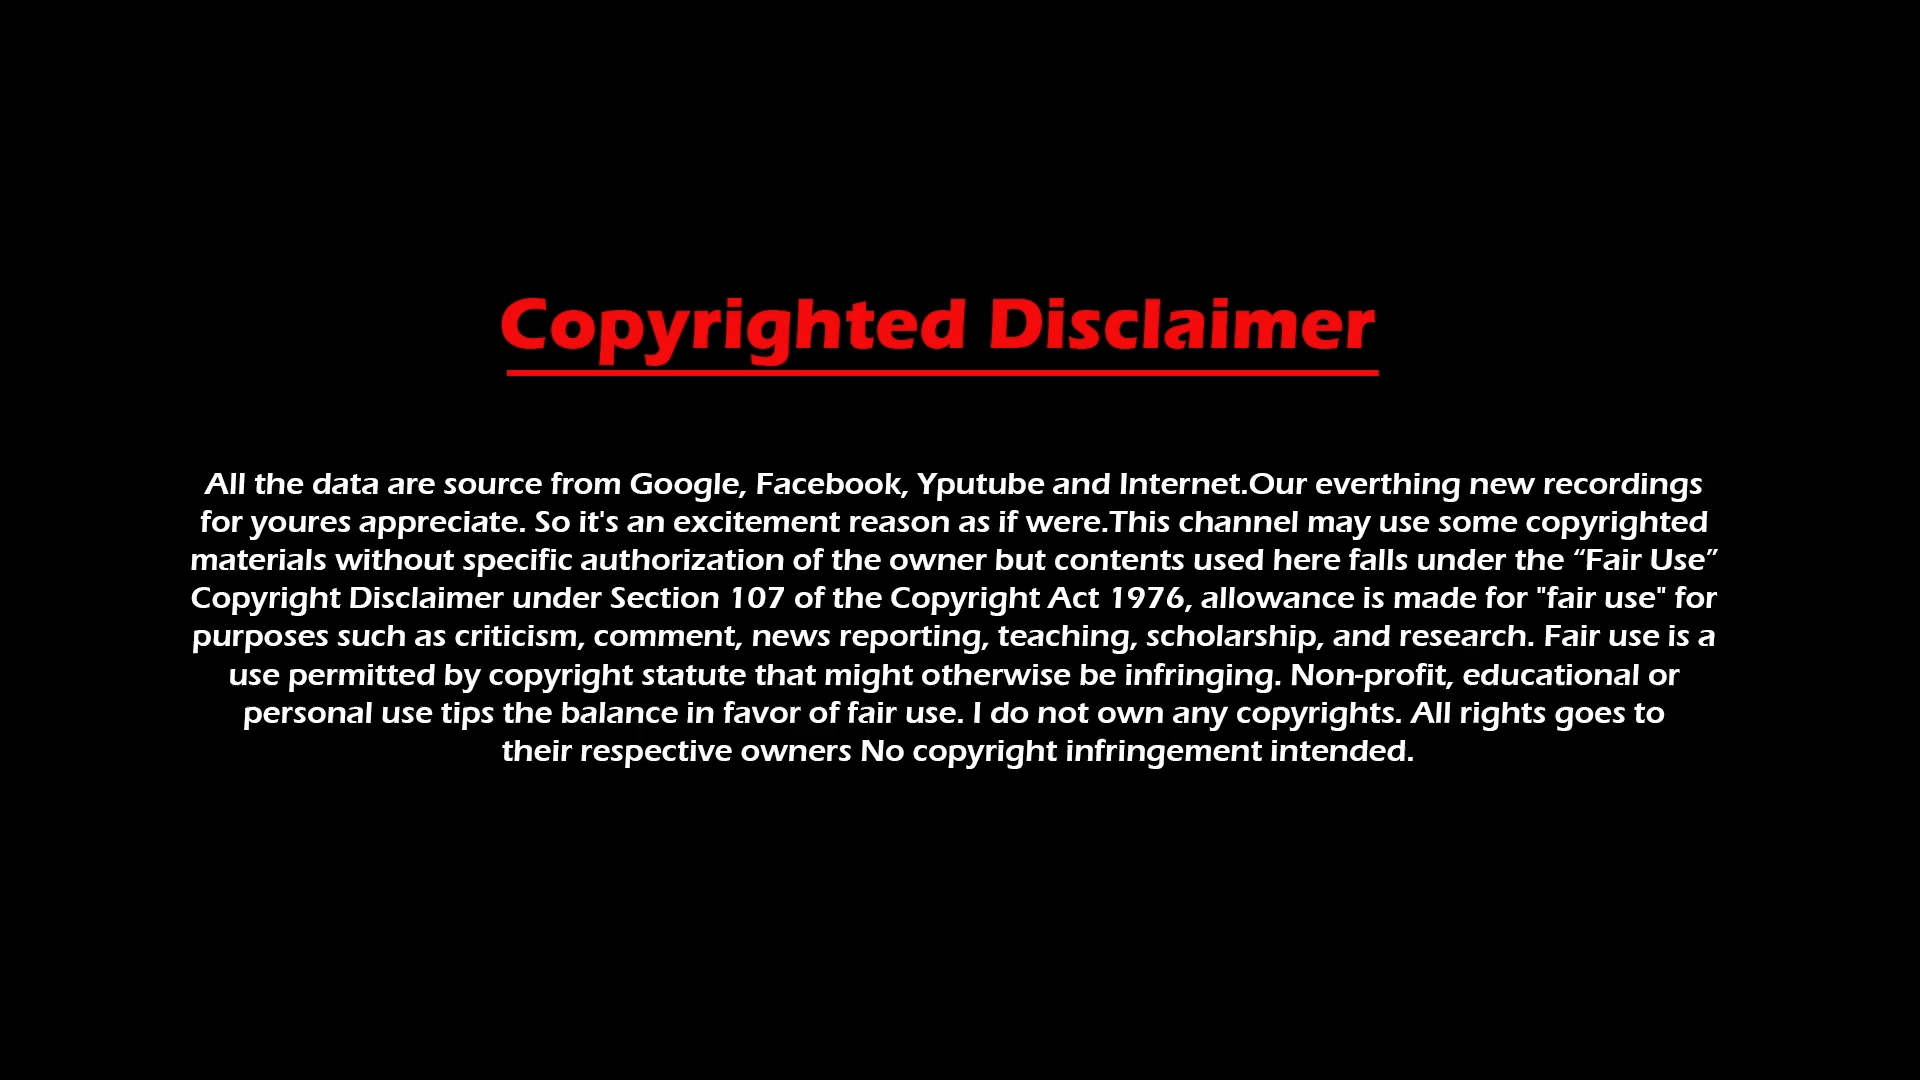 Copyrighted Disclaimer
All the data are source from Google, Facebook, Yputube and Internet.Our everthing new recordings
for youres appreciate. So it's an excitement reason as if were.This channel may use some copyrighted
materials without specific authorization of the owner but contents used here falls under the “Fair Use”
Copyright Disclaimer under Section 107 of the Copyright Act 1976, allowance is made for "fair use" for
purposes such as criticism, comment, news reporting, teaching, scholarship, and research. Fair use is a
use permitted by copyright statute that might otherwise be infringing. Non-profit, educational or
personal use tips the balance in favor of fair use. I do not own any copyrights. All rights goes to
their respective owners No copyright infringement intended.